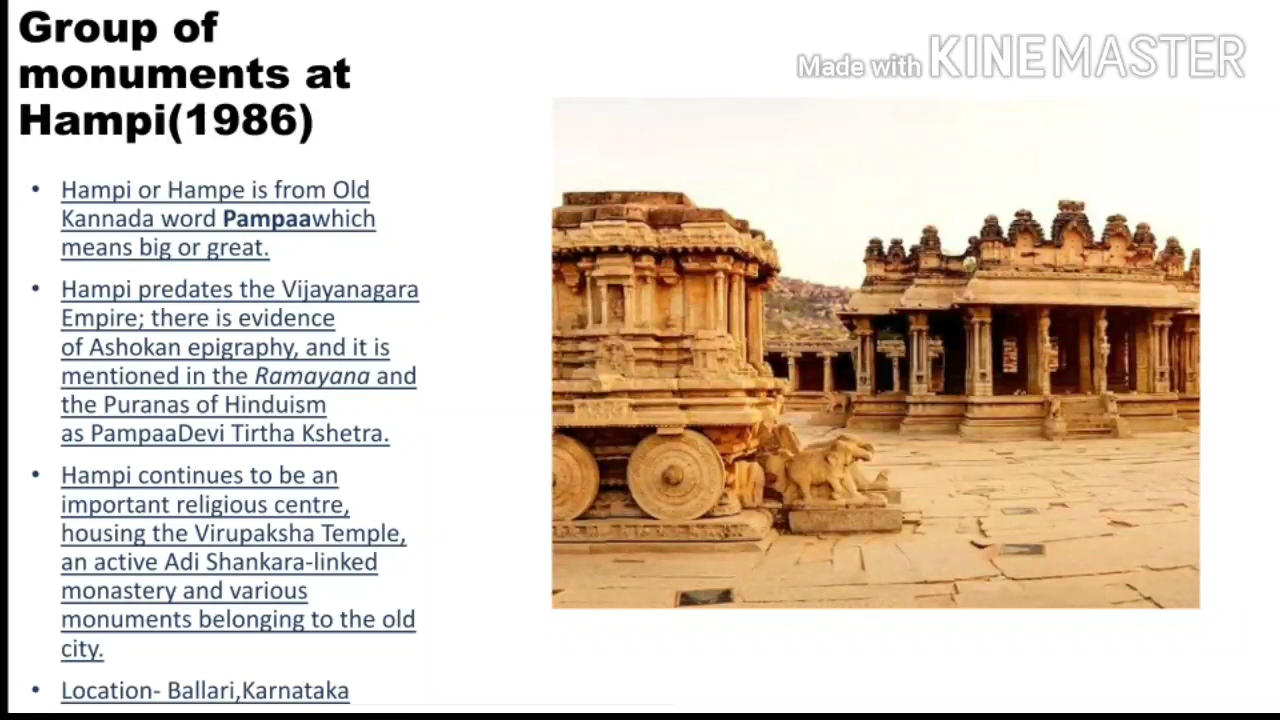 Group of
monuments at
Hampi(1986)
Made with KINEMASTER
• Hampi or Hampe is from Old
Kannada word Pampaawhich
means big or great.
• Hampi predates the Vijayanagara
Empire; there is evidence
of Ashokan epigraphy, and it is
mentioned in the Ramayana and
the Puranas of Hinduism
as PampaaDevi Tirtha Kshetra.
• Hampi continues to be an
important religious centre,
housing the Virupaksha Temple,
an active Adi Shankara-linked
monastery and various
monuments belonging to the old
city.
• Location- Ballari,Karnataka